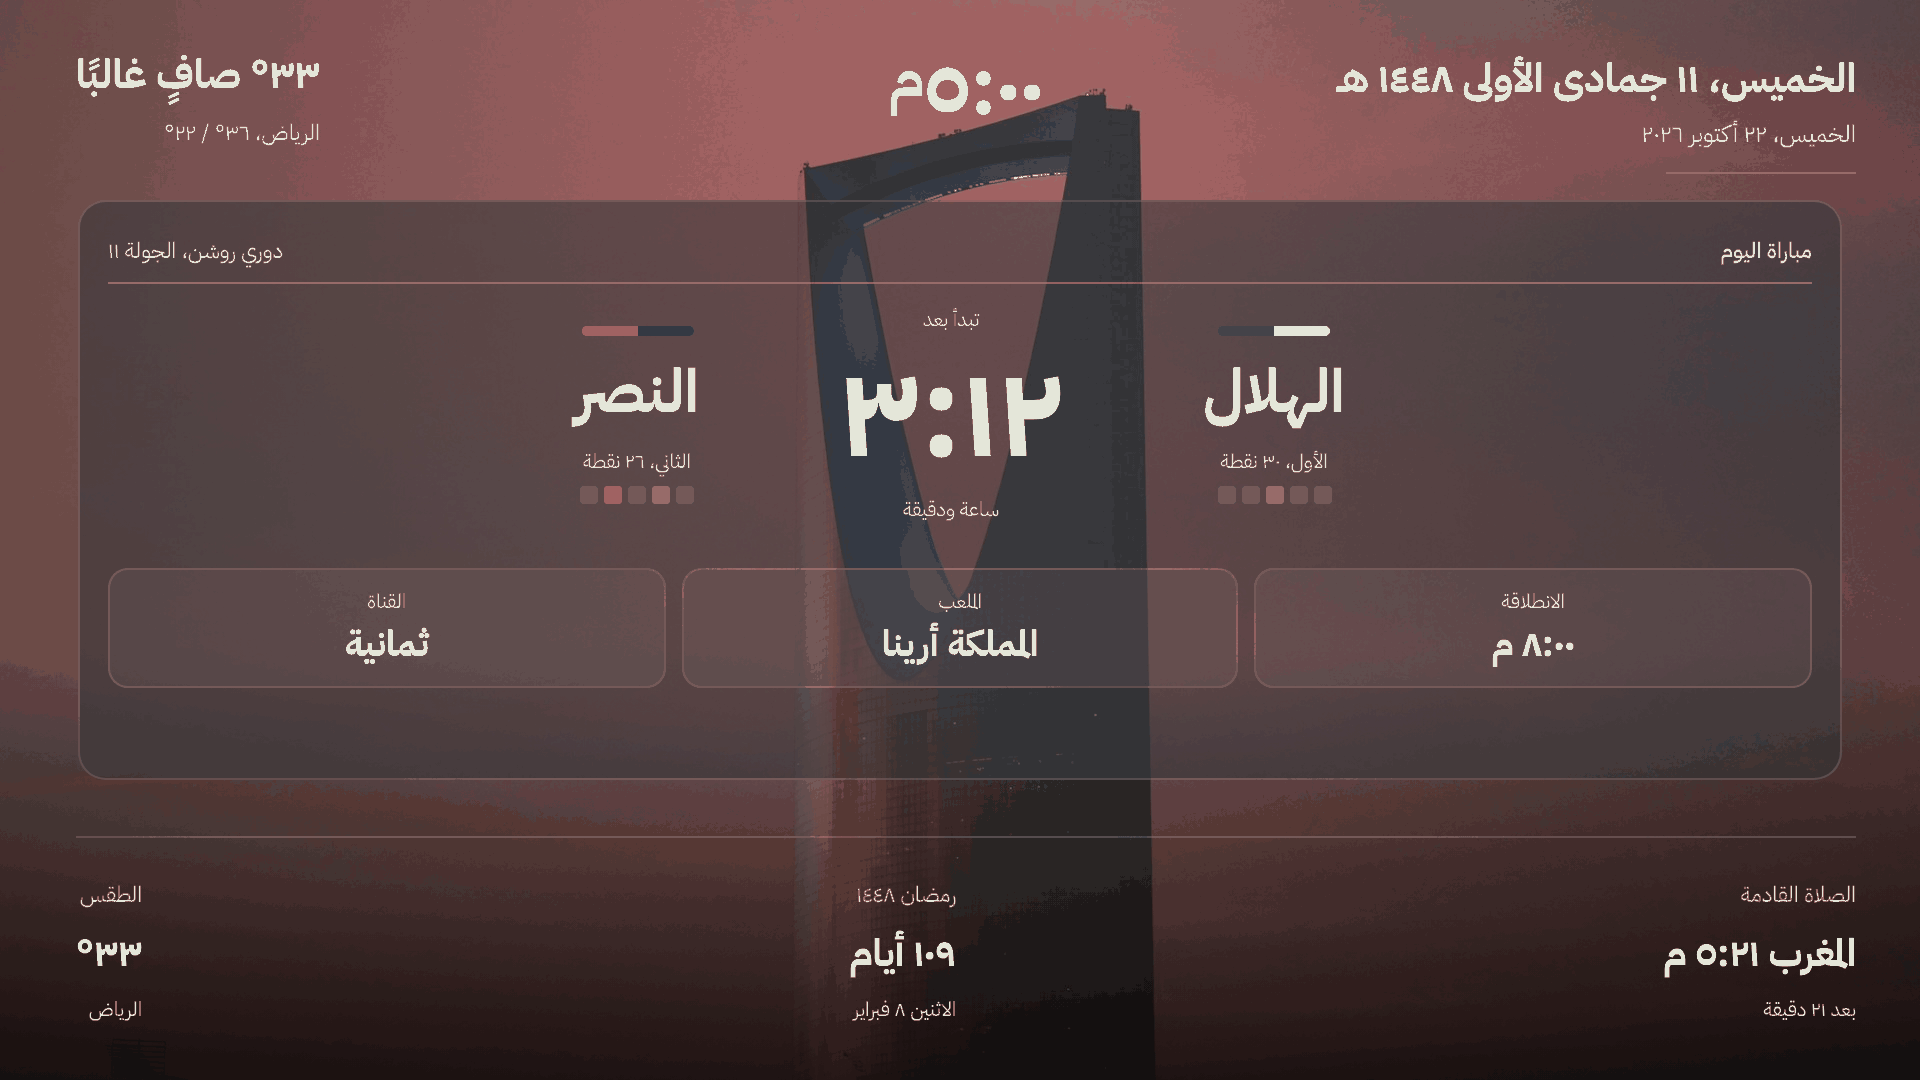 الخميس، ١١ جمادى الأولى ١٤٤٨ هـ
الخميس، ٢٢ أكتوبر ٢٠٢٦
٥:٠٠م
٣٣° صافٍ غالبًا
الرياض، ٣٦° / ٢٢°
مباراة اليوم
دوري روشن، الجولة ١١
تبدأ بعد
الهلال
٣:١٢
النصر
الأول، ٣٠ نقطة
الثاني، ٢٦ نقطة
ساعة ودقيقة
الانطلاقة
٨:٠٠ م
الملعب
المملكة أرينا
القناة
ثمانية
الصلاة القادمة
المغرب ٥:٢١ م
بعد ٢١ دقيقة
رمضان ١٤٤٨
١٠٩ أيام
الاثنين ٨ فبراير
الطقس
٣٣°
الرياض